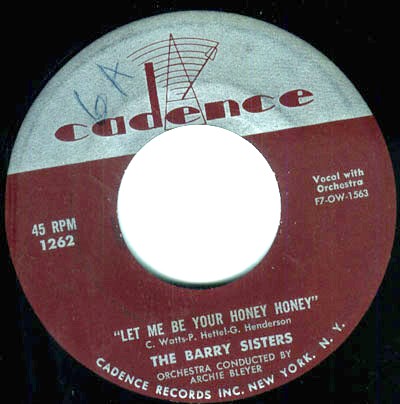 6A
cadence
45 RPM
1262
Vocal with
Orchestra
F7-OW-1563
"LET ME BE YOUR HONEY HONEY"
C. Watts-P. Hettel-G. Henderson
THE BARRY SISTERS
ORCHESTRA CONDUCTED BY
ARCHIE BLEYER
CADENCE RECORDS INC. NEW YORK, N. Y.